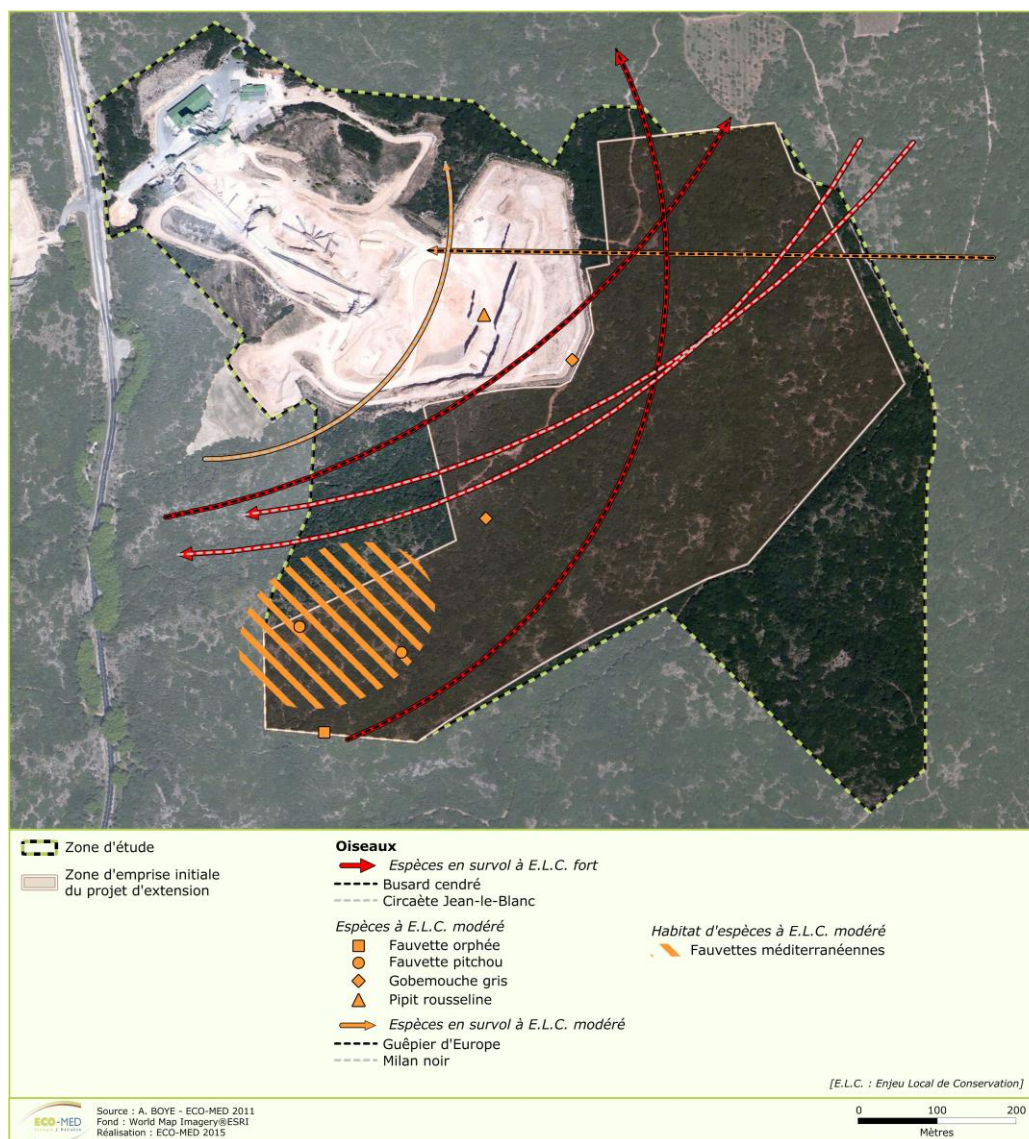 Zone d'étude
Zone d'emprise initiale
du projet d'extension
Oiseaux
Espèces en survol à E.L.C. fort
Busard cendré
Circaète Jean-le-Blanc
Espèces à E.L.C. modéré
Fauvette orphée
Fauvette pitchou
Gobemouche gris
Pipit rousseline
Espèces en survol à E.L.C. modéré
Guêpier d'Europe
Milan noir
Habitat d'espèces à E.L.C. modéré
Fauvettes méditerranéennes
[E.L.C. : Enjeu Local de Conservation]
ECO-MED
Source : A. BOYE - ECO-MED 2011
Fond : World Map Imagery®ESRI
Réalisation : ECO-MED 2015
0 100 200
Mètres